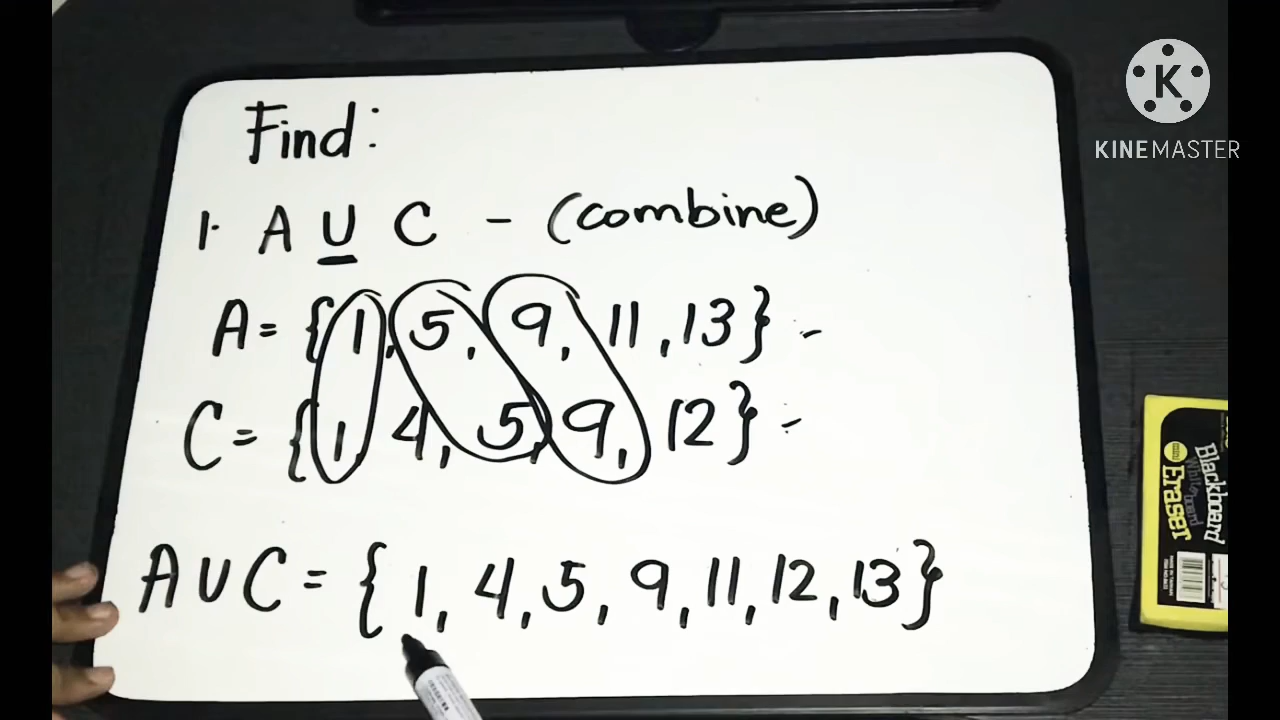 Find:
1. A U C - (combine)
A = {1, 5, 9, 11, 13} -
C = {1, 4, 5, 9, 12} -
A U C = {1, 4, 5, 9, 11, 12, 13}
K
KINEMASTER
Blackboard
Whiteboard
mini Eraser